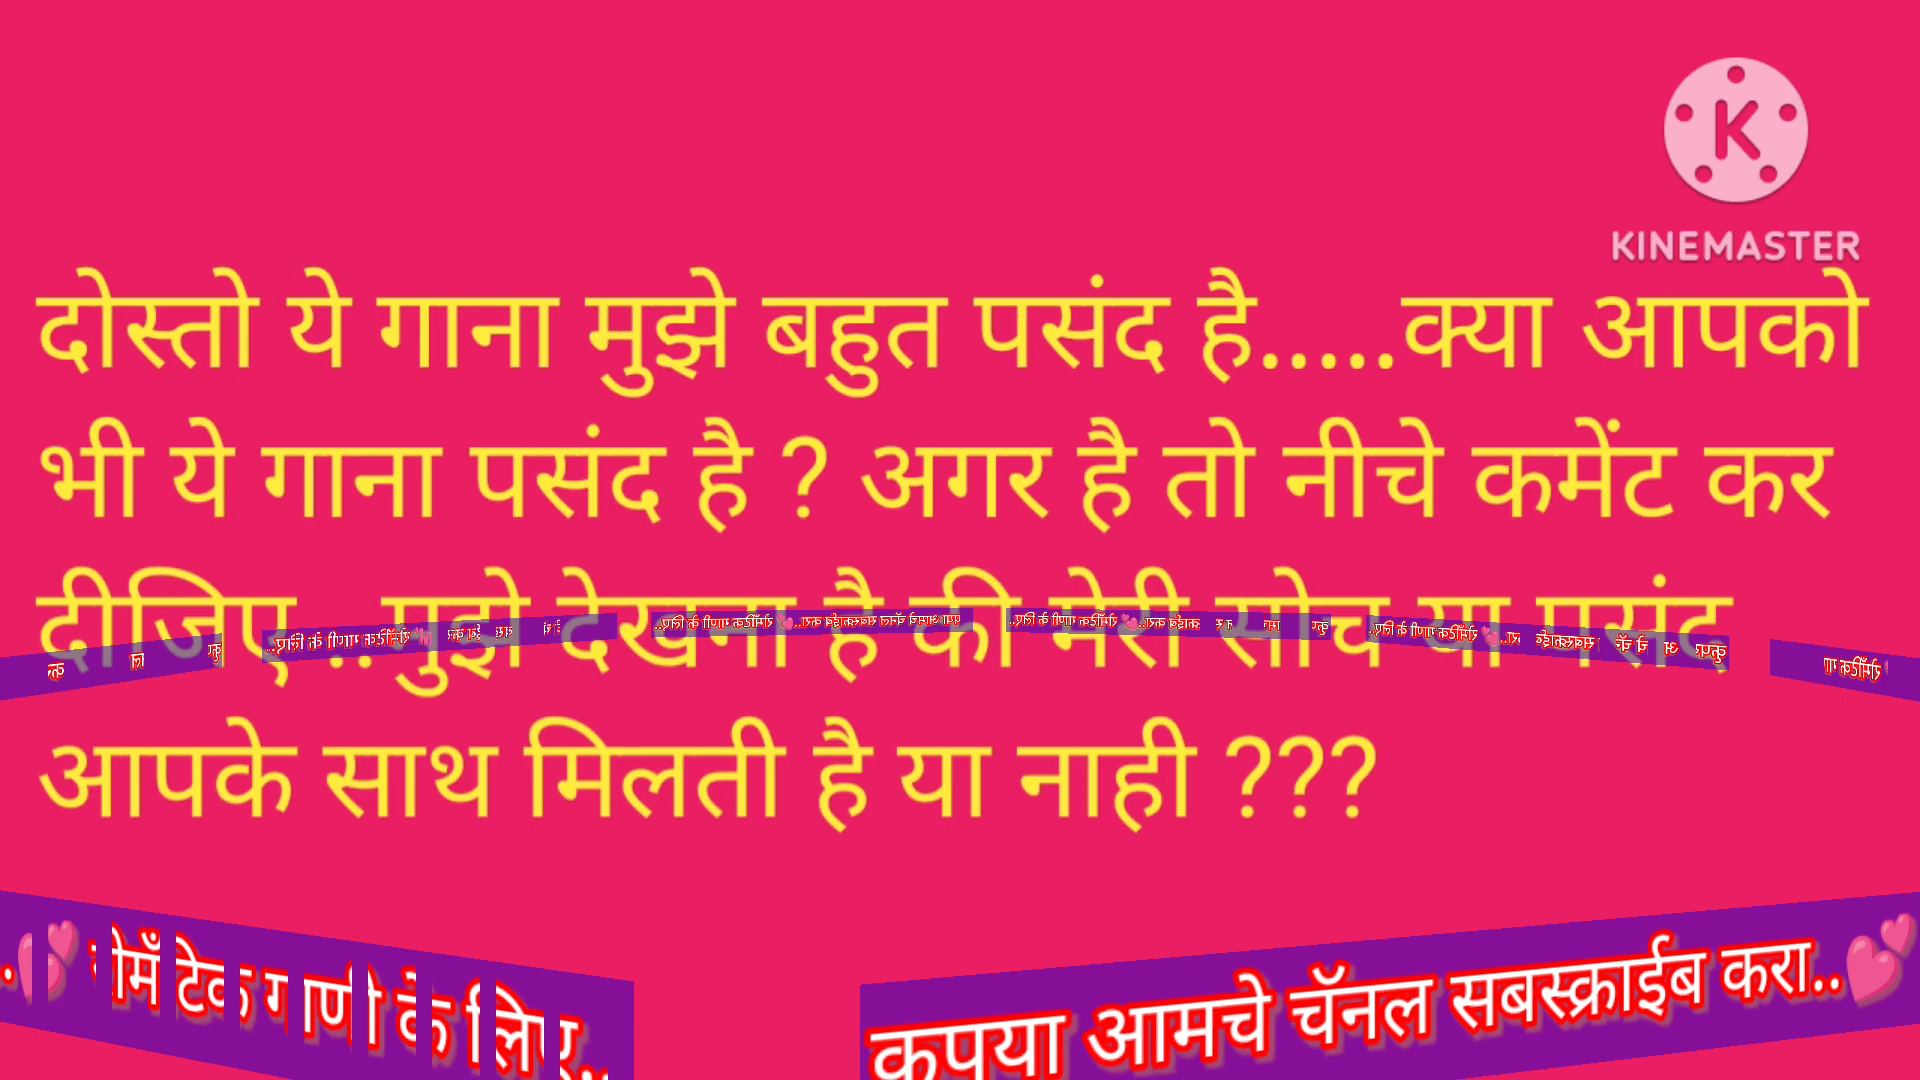 KINEMASTER
दोस्तो ये गाना मुझे बहुत पसंद है.....क्या आपको
भी ये गाना पसंद है ? अगर है तो नीचे कमेंट कर
दीजिए...मुझे देखना है की मेरी सोच या पसंद
आपके साथ मिलती है या नाही ???
..💕 रोमँटिक गाणी के लिए..
कृपया आमचे चॅनल सबस्क्राईब करा..💕